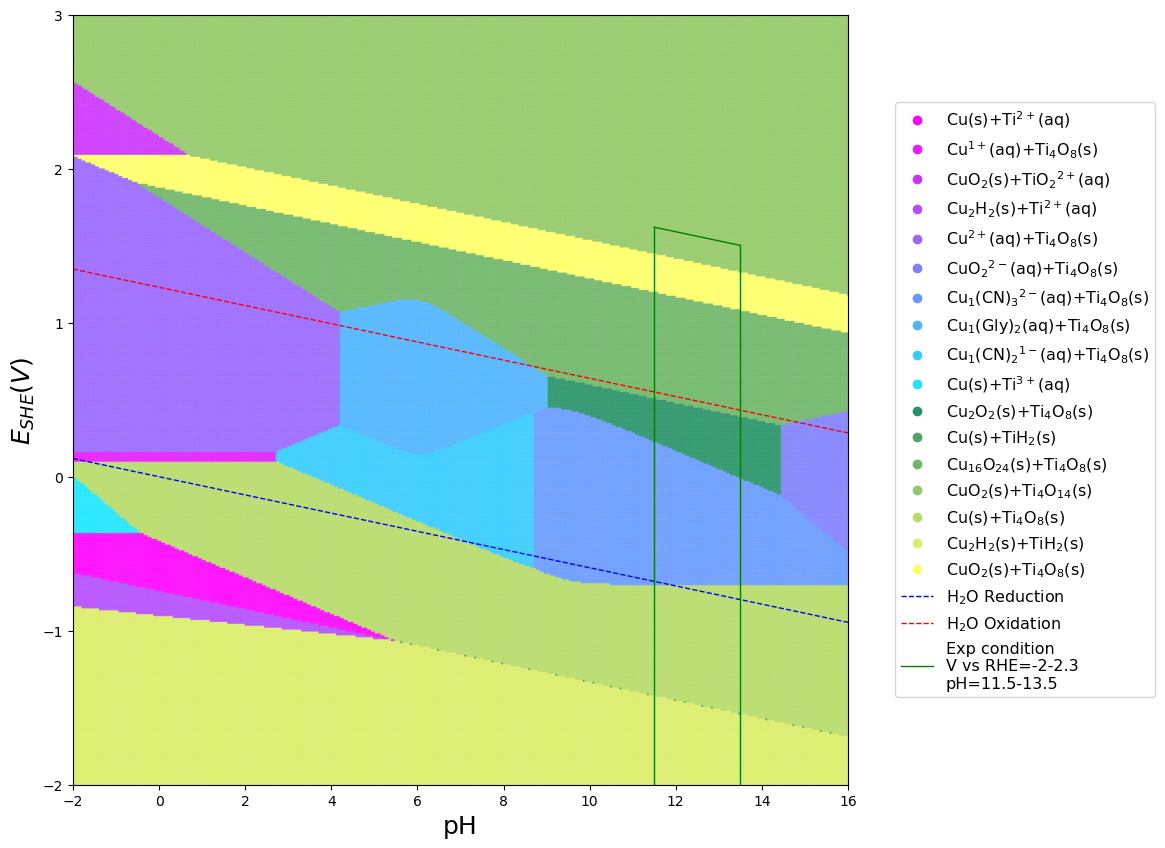 3
2
1
0
−1
−2
E_SHE(V)
−2 0 2 4 6 8 10 12 14 16
pH
Cu(s)+Ti²⁺(aq)
Cu¹⁺(aq)+Ti₄O₈(s)
CuO₂(s)+TiO₂²⁺(aq)
Cu₂H₂(s)+Ti²⁺(aq)
Cu²⁺(aq)+Ti₄O₈(s)
CuO₂²⁻(aq)+Ti₄O₈(s)
Cu₁(CN)₃²⁻(aq)+Ti₄O₈(s)
Cu₁(Gly)₂(aq)+Ti₄O₈(s)
Cu₁(CN)₂¹⁻(aq)+Ti₄O₈(s)
Cu(s)+Ti³⁺(aq)
Cu₂O₂(s)+Ti₄O₈(s)
Cu(s)+TiH₂(s)
Cu₁₆O₂₄(s)+Ti₄O₈(s)
CuO₂(s)+Ti₄O₁₄(s)
Cu(s)+Ti₄O₈(s)
Cu₂H₂(s)+TiH₂(s)
CuO₂(s)+Ti₄O₈(s)
H₂O Reduction
H₂O Oxidation
Exp condition
V vs RHE=-2-2.3
pH=11.5-13.5